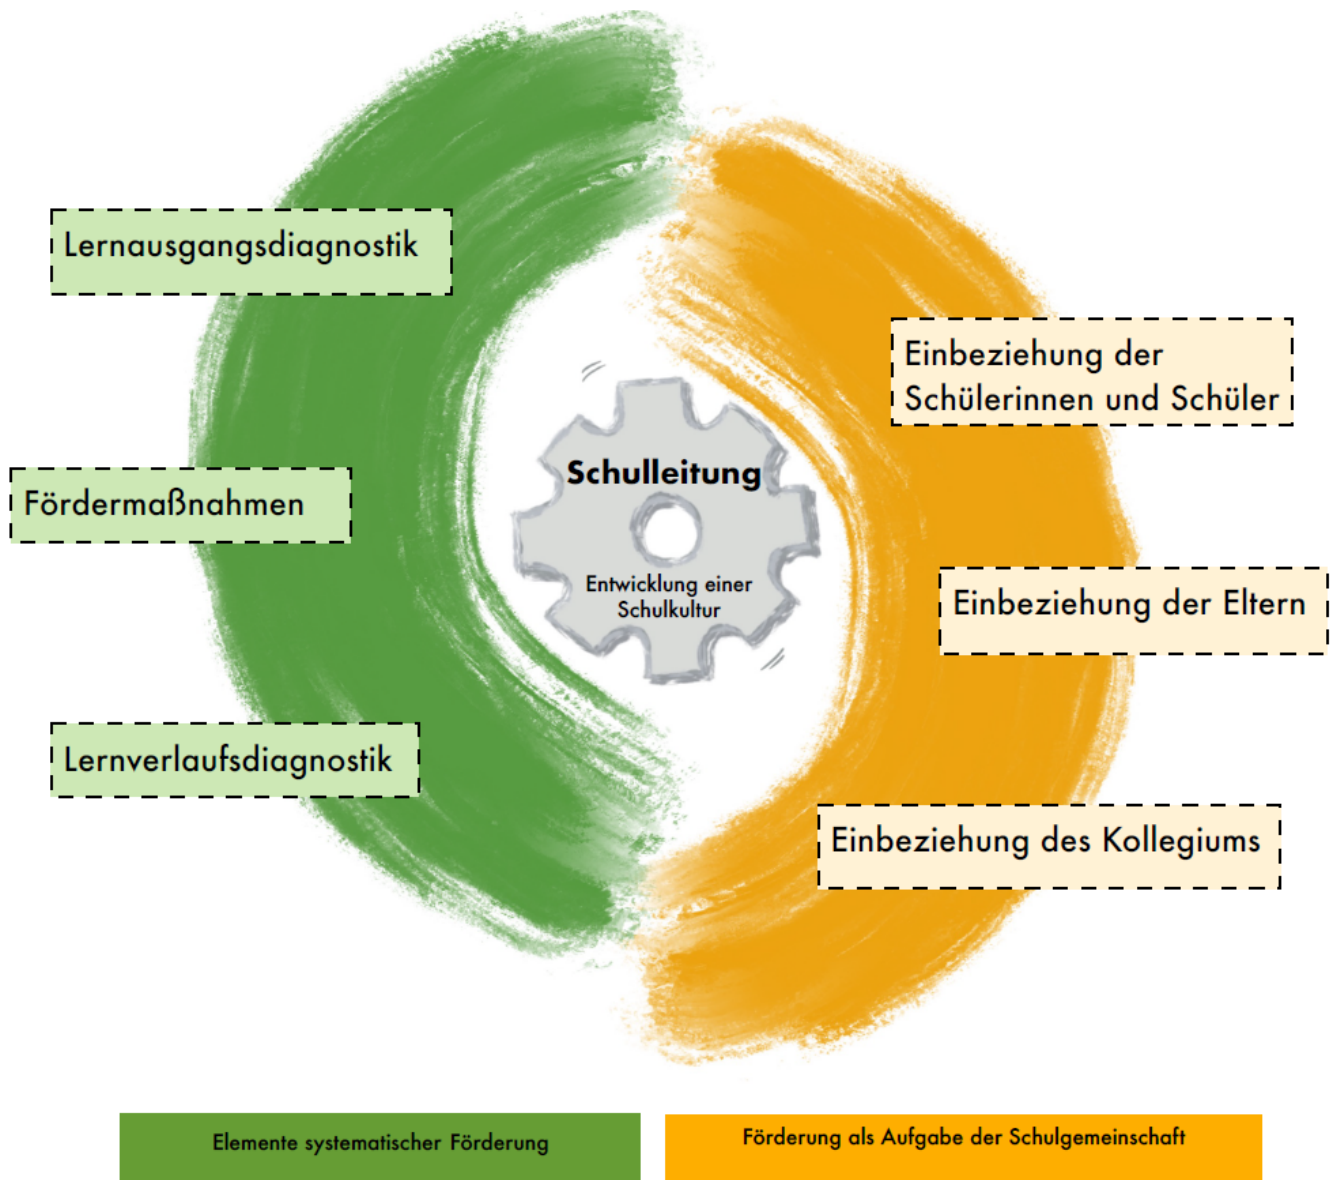 Lernausgangsdiagnostik
Fördermaßnahmen
Lernverlaufsdiagnostik
Schulleitung
Entwicklung einer
Schulkultur
Einbeziehung der
Schülerinnen und Schüler
Einbeziehung der Eltern
Einbeziehung des Kollegiums
Elemente systematischer Förderung
Förderung als Aufgabe der Schulgemeinschaft